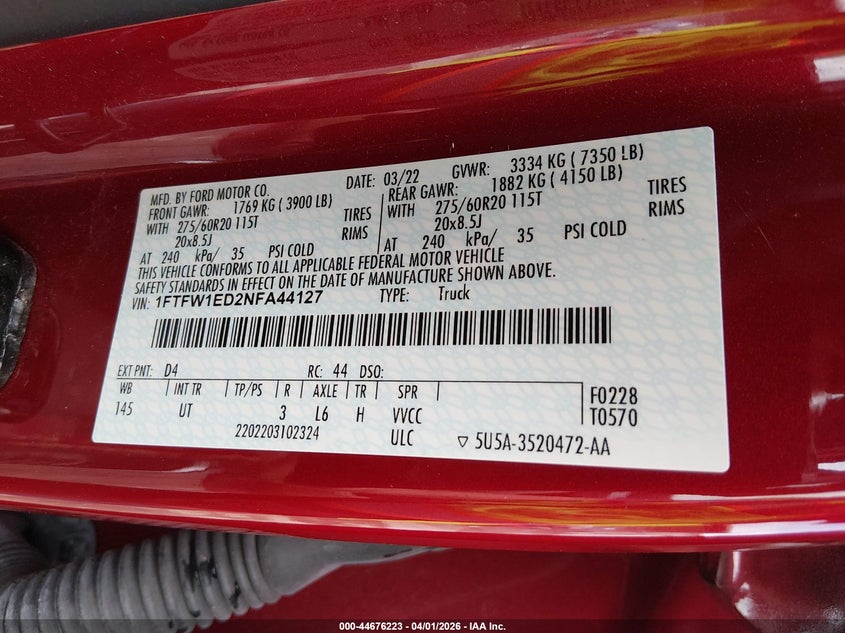 MFD. BY FORD MOTOR CO. DATE: 03/22 GVWR: 3334 KG ( 7350 LB)
FRONT GAWR: 1769 KG ( 3900 LB) REAR GAWR: 1882 KG ( 4150 LB)
WITH 275/60R20 115T TIRES WITH 275/60R20 115T TIRES
20x8.5J RIMS 20x8.5J RIMS
AT 240 kPa/ 35 PSI COLD AT 240 kPa/ 35 PSI COLD
THIS VEHICLE CONFORMS TO ALL APPLICABLE FEDERAL MOTOR VEHICLE
SAFETY STANDARDS IN EFFECT ON THE DATE OF MANUFACTURE SHOWN ABOVE.
VIN: 1FTFW1ED2NFA44127 TYPE: Truck
EXT PNT: D4 RC: 44 DSO:
WB INT TR TP/PS R AXLE TR SPR F0228
145 UT 3 L6 H VVCC T0570
2202203102324 ULC ▽ 5U5A-3520472-AA
000-44676223 - 04/01/2026 - IAA Inc.